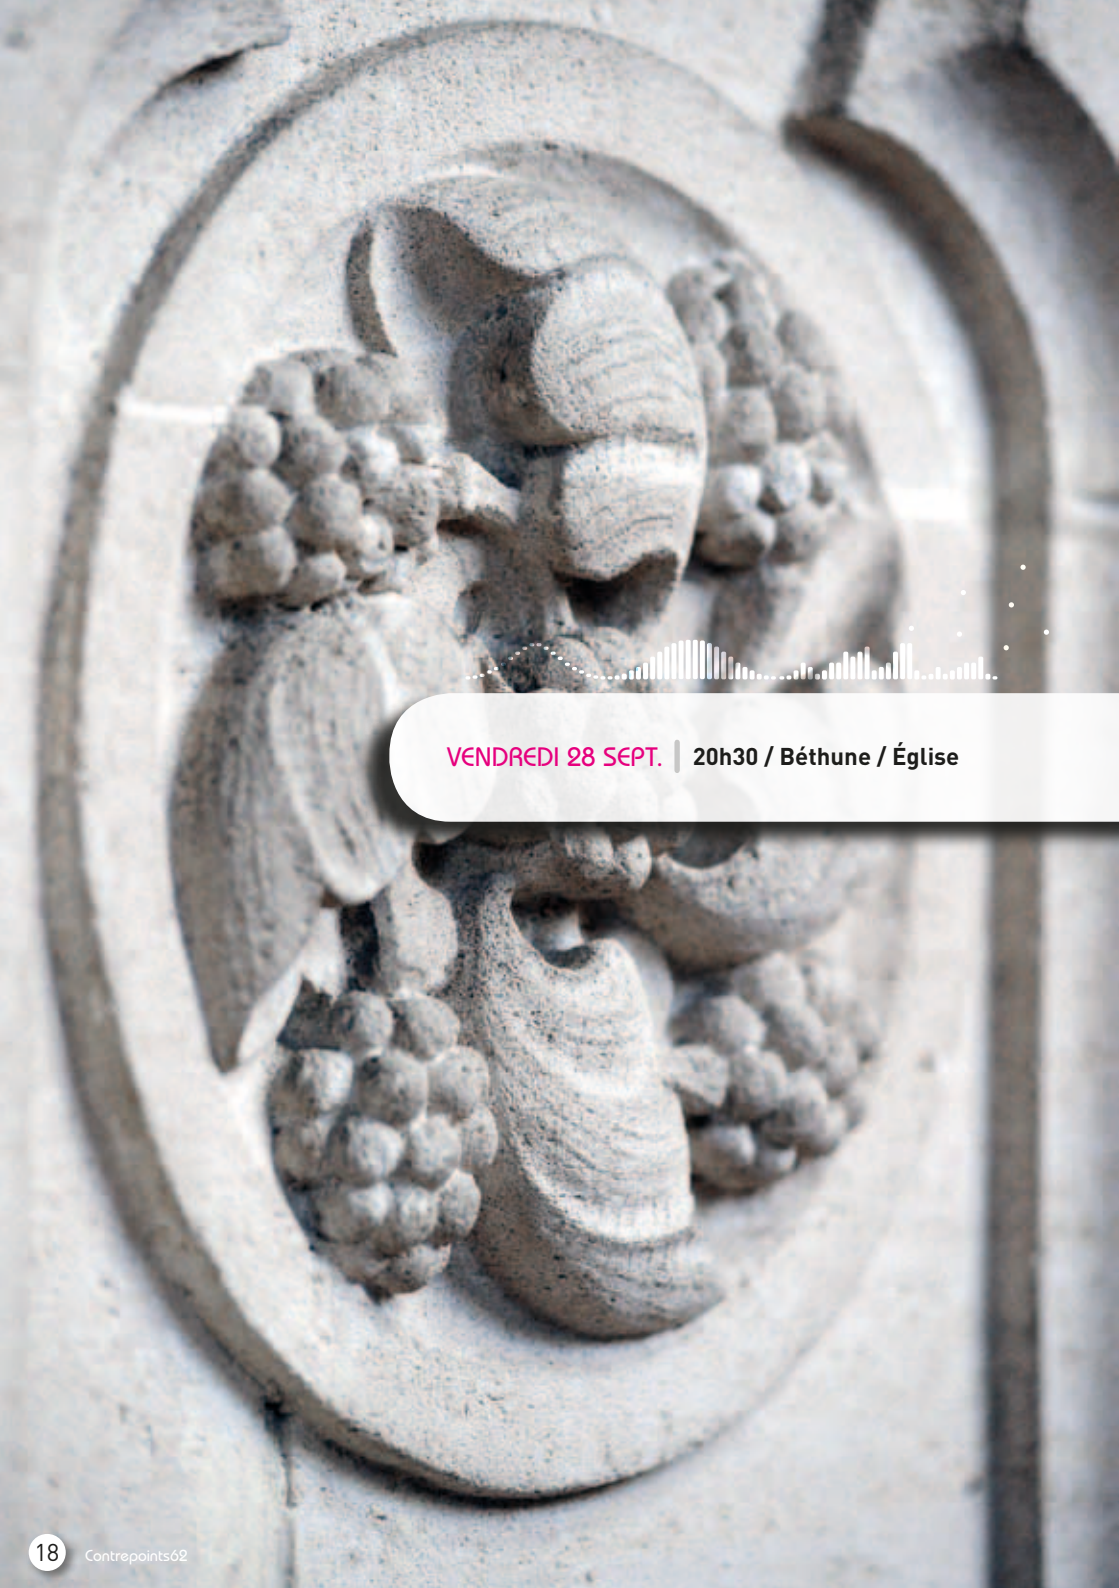 VENDREDI 28 SEPT. | 20h30 / Béthune / Église
18 Contrepoints62